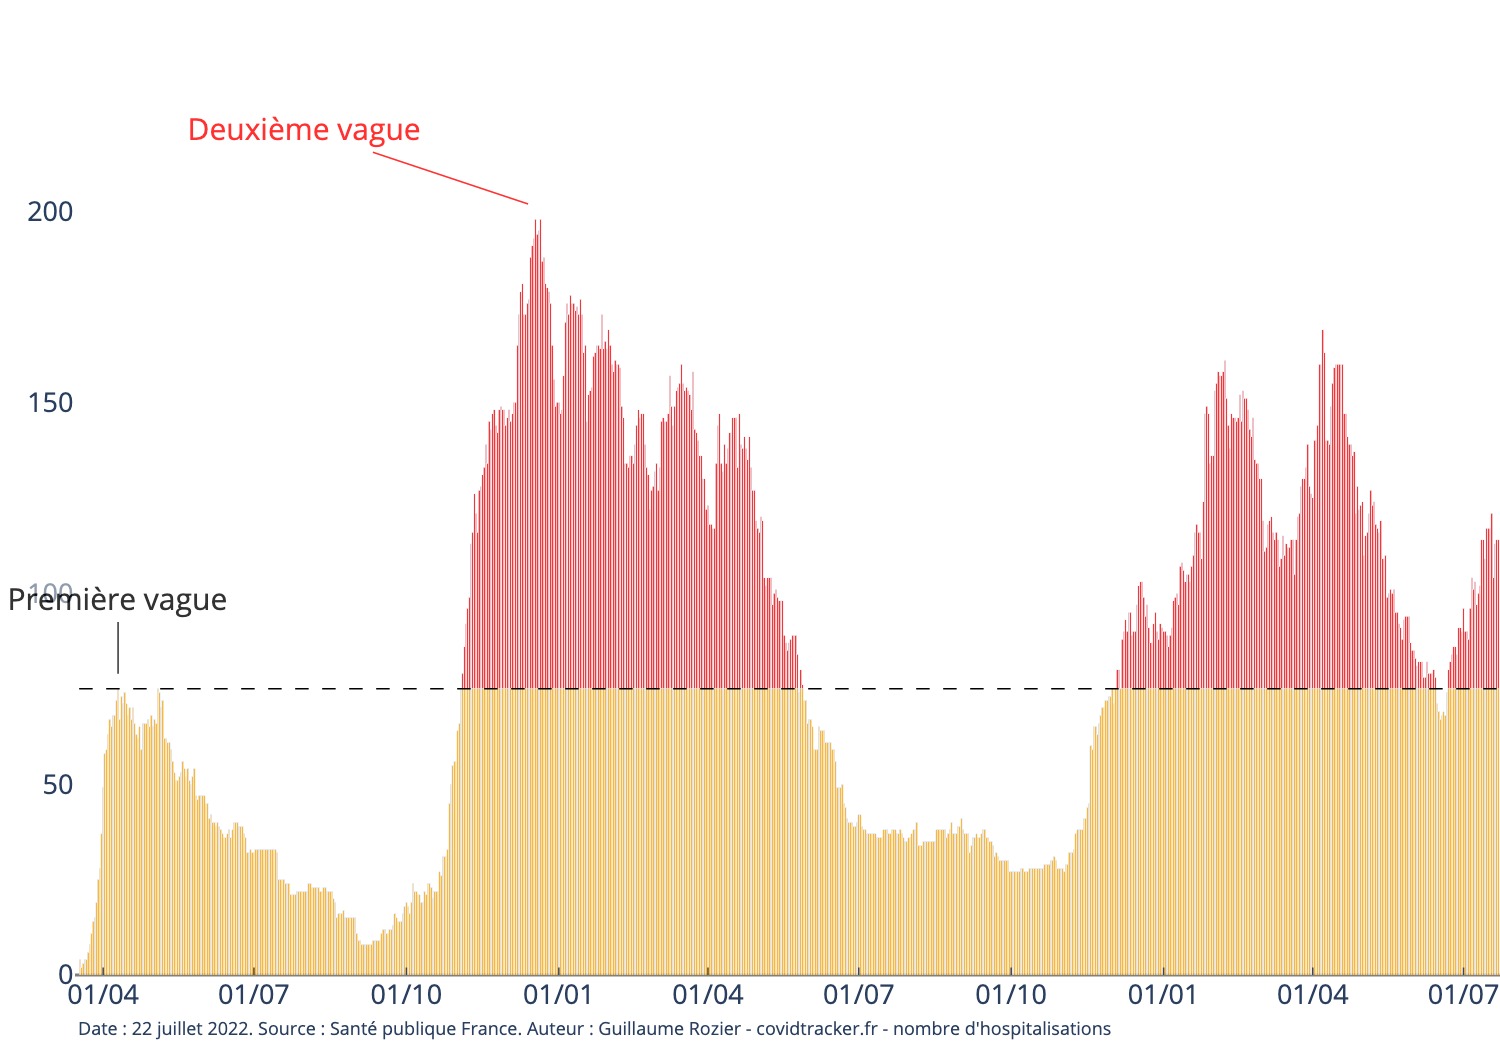 Deuxième vague
200
150
100
Première vague
50
0
01/04 01/07 01/10 01/01 01/04 01/07 01/10 01/01 01/04 01/07
Date : 22 juillet 2022. Source : Santé publique France. Auteur : Guillaume Rozier - covidtracker.fr - nombre d'hospitalisations